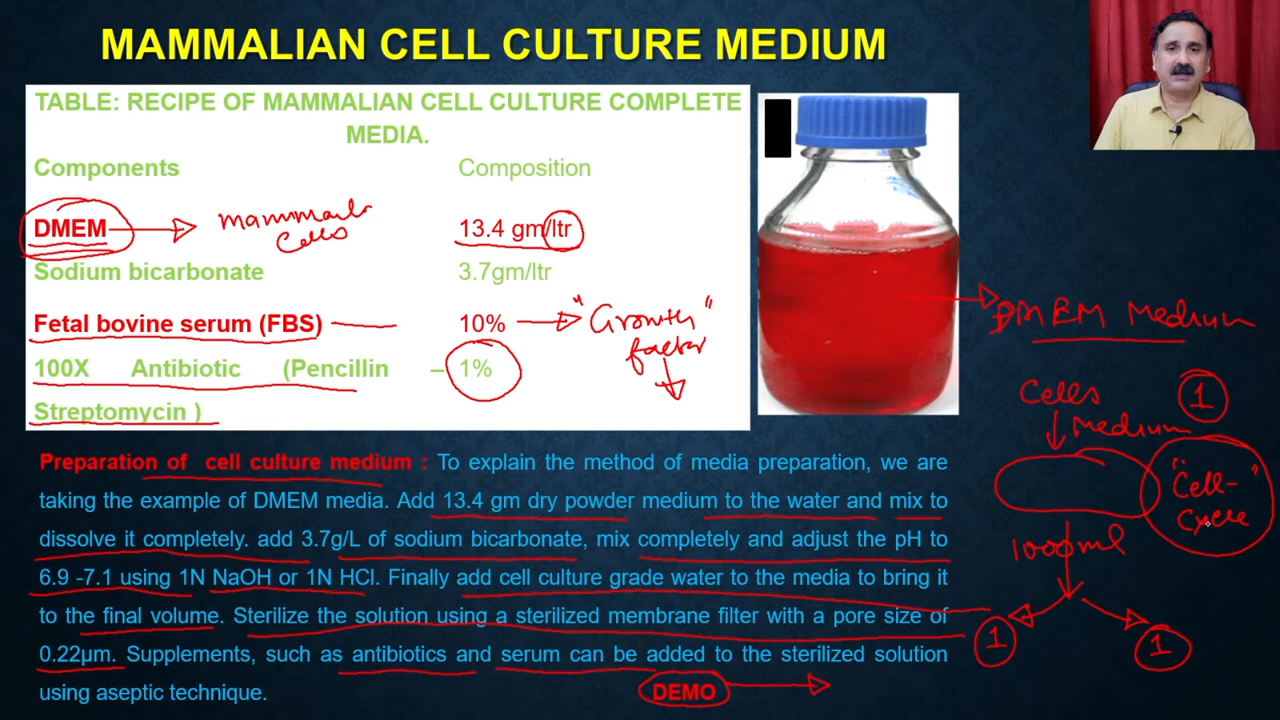 MAMMALIAN CELL CULTURE MEDIUM
TABLE: RECIPE OF MAMMALIAN CELL CULTURE COMPLETE
MEDIA.
Components Composition
DMEM 13.4 gm/ltr
Sodium bicarbonate 3.7gm/ltr
Fetal bovine serum (FBS) 10%
100X Antibiotic (Pencillin – 1%
Streptomycin )
Cells
"Growth"
factor
DMEM Medium
Cells
Medium
1
"Cell-"
Cycle
1000ml
1
1
Preparation of cell culture medium : To explain the method of media preparation, we are
taking the example of DMEM media. Add 13.4 gm dry powder medium to the water and mix to
dissolve it completely. add 3.7g/L of sodium bicarbonate, mix completely and adjust the pH to
6.9 -7.1 using 1N NaOH or 1N HCl. Finally add cell culture grade water to the media to bring it
to the final volume. Sterilize the solution using a sterilized membrane filter with a pore size of
0.22µm. Supplements, such as antibiotics and serum can be added to the sterilized solution
using aseptic technique.
DEMO